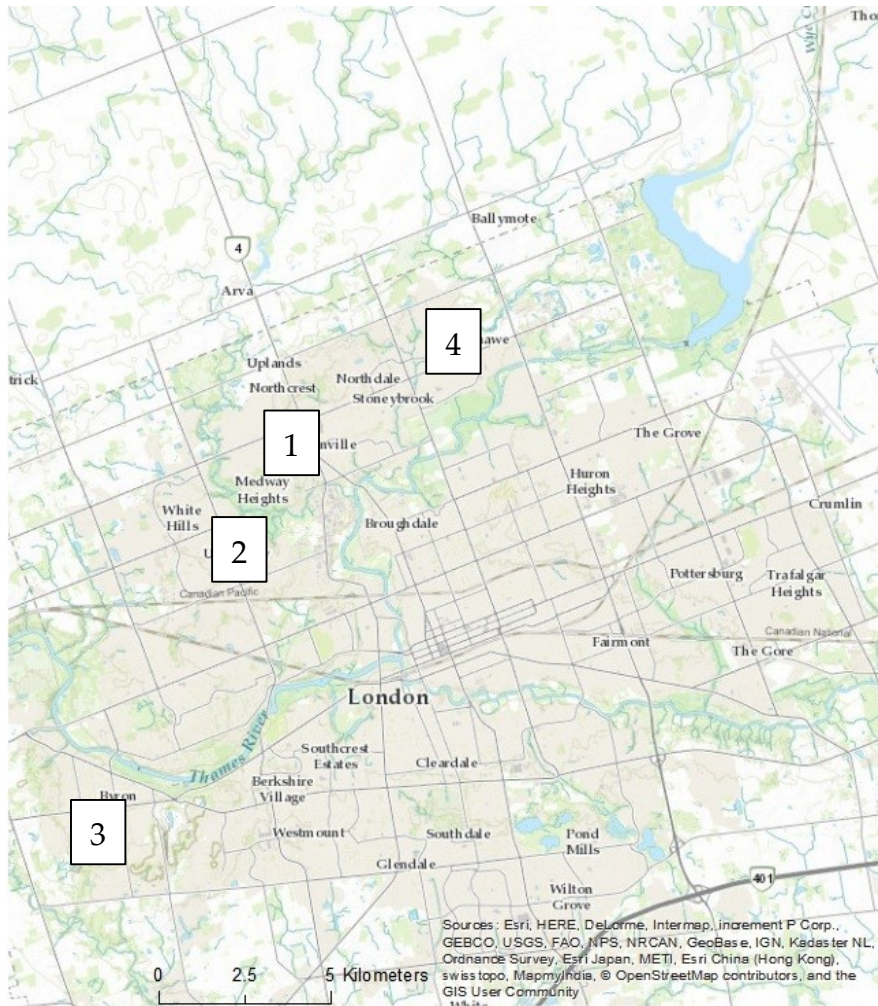 Ballymote
4
Arva
4
Uplands
Northcrest
Northdale
Stoneybrook
1
The Grove
Medway
Heights
Huron
Heights
White
Hills
Broughdale
Crumlin
2
Canadian Pacific
Pottersburg
Trafalgar
Heights
Fairmont
Canadian National
The Gore
London
Thames River
Southcrest
Estates
Cleardale
Berkshire
Village
Byron
3
Westmount
Southdale
Pond
Mills
Glendale
401
Wilton
Grove
Sources: Esri, HERE, DeLorme, Intermap, increment P Corp.,
GEBCO, USGS, FAO, NPS, NRCAN, GeoBase, IGN, Kadaster NL,
Ordnance Survey, Esri Japan, METI, Esri China (Hong Kong),
swisstopo, MapmyIndia, © OpenStreetMap contributors, and the
GIS User Community
0 2.5 5 Kilometers